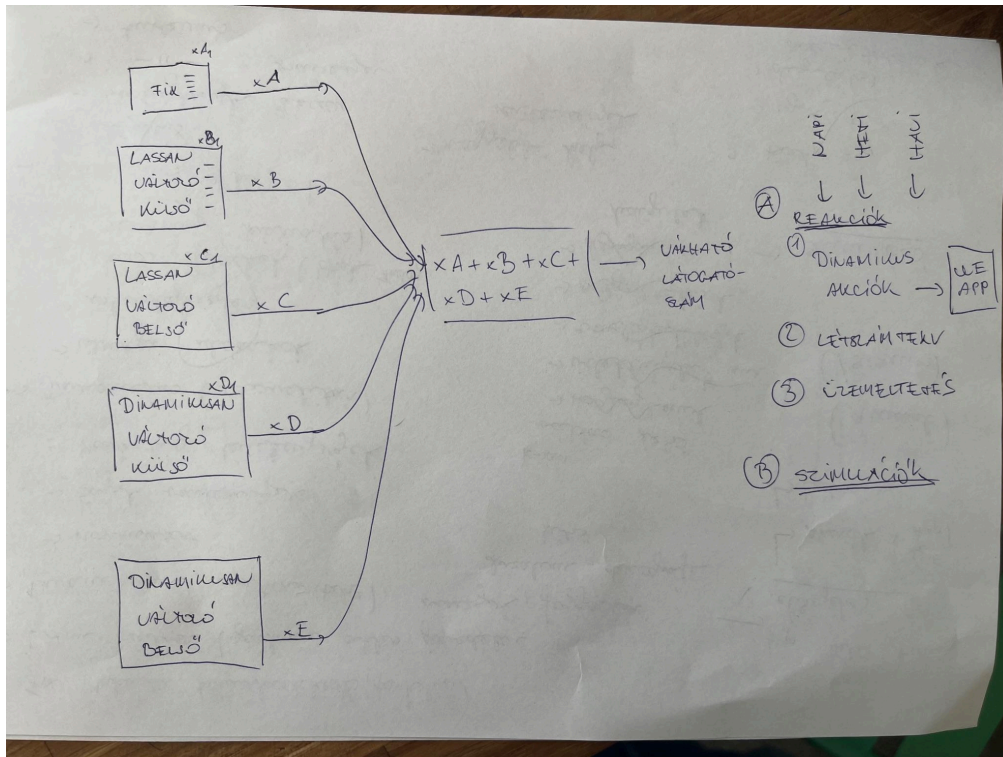 xA1
FIX
xA
xB1
LASSAN
VÁLTOZÓ
KÜLSŐ
xB
xC1
LASSAN
VÁLTOZÓ
BELSŐ
xC
xD1
DINAMIKUSAN
VÁLTOZÓ
KÜLSŐ
xD
DINAMIKUSAN
VÁLTOZÓ
BELSŐ
xE
xA + xB + xC +
xD + xE
VÁRHATÓ
LÁTOGATÓ-
SZÁM
NAPI
HETI
HAVI
A REAKCIÓK
1 DINAMIKUS
AKCIÓK
APP
2 LÉTSZÁMTERV
3 ÜZEMELTETÉS
B SZIMULÁCIÓK